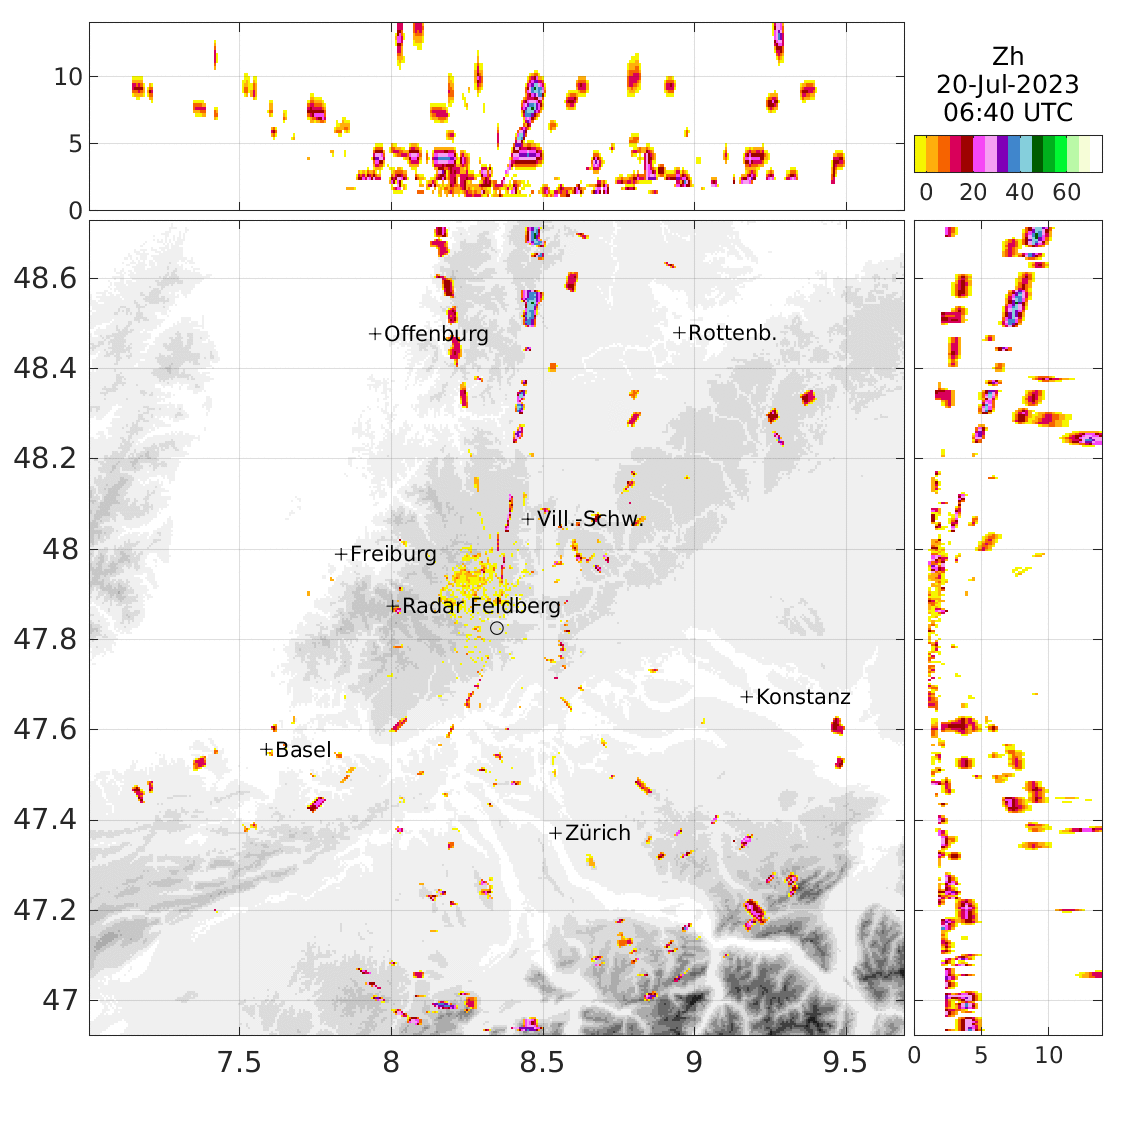 Zh
20-Jul-2023
06:40 UTC
10
5
0
0 20 40 60
48.6
48.4
48.2
48
47.8
47.6
47.4
47.2
47
+Offenburg
+Rottenb.
+Vill.-Schw.
+Freiburg
+Radar Feldberg
+Konstanz
+Basel
+Zürich
7.5 8 8.5 9 9.5
0 5 10